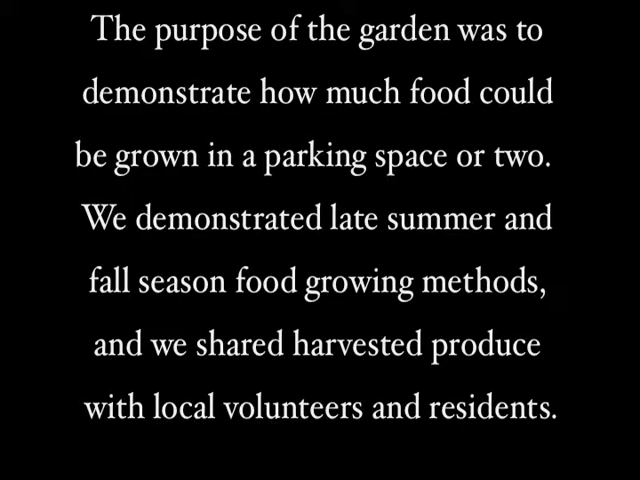 The purpose of the garden was to
demonstrate how much food could
be grown in a parking space or two.
We demonstrated late summer and
fall season food growing methods,
and we shared harvested produce
with local volunteers and residents.